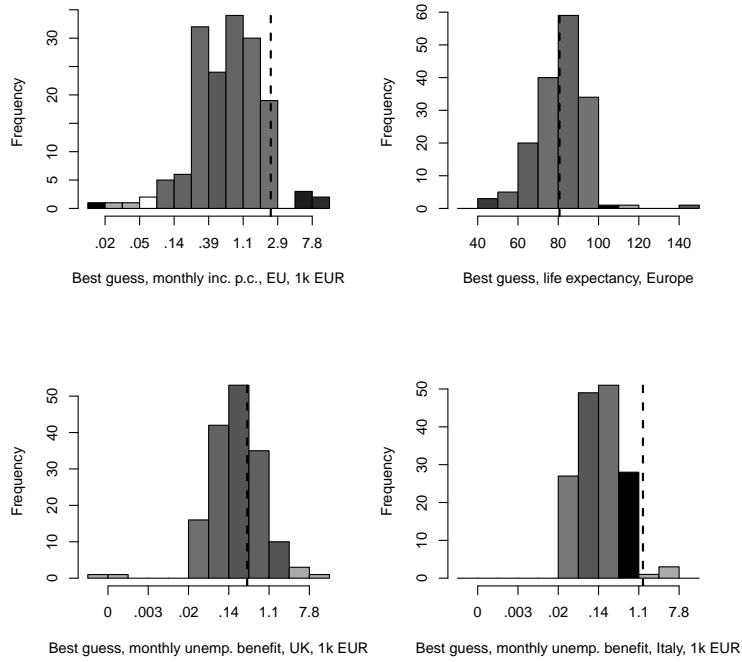 Frequency
0
5
10
20
30
.02 .05 .14 .39 1.1 2.9 7.8
Best guess, monthly inc. p.c., EU, 1k EUR
Frequency
0 10 20 30 40 50 60
40 60 80 100 120 140
Best guess, life expectancy, Europe
Frequency
0 10 20 30 40 50
0 .003 .02 .14 1.1 7.8
Best guess, monthly unemp. benefit, UK, 1k EUR
Frequency
0 10 20 30 40 50
0 .003 .02 .14 1.1 7.8
Best guess, monthly unemp. benefit, Italy, 1k EUR